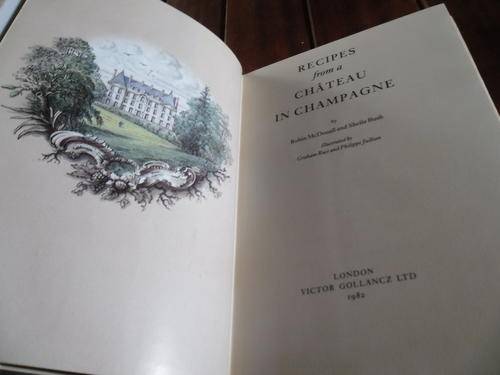 RECIPES
from a
CHÂTEAU
IN CHAMPAGNE
by
Robin McDouall and Sheila Bush
Illustrated by
Graham Rust and Philippe Jullian
LONDON
VICTOR GOLLANCZ LTD
1982